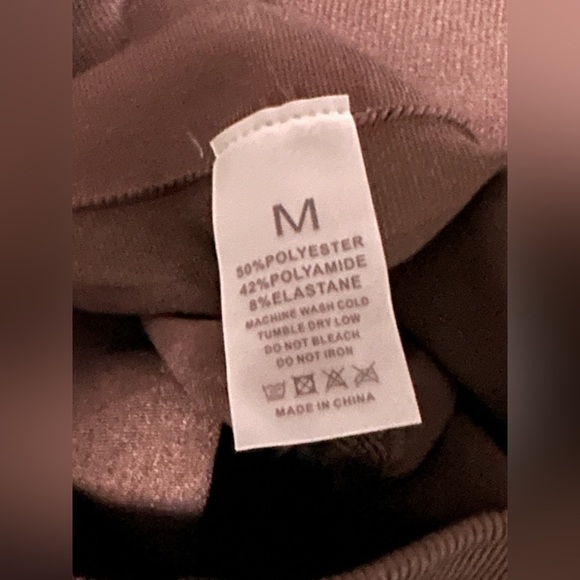 M
50%POLYESTER
42%POLYAMIDE
8%ELASTANE
MACHINE WASH COLD
TUMBLE DRY LOW
DO NOT BLEACH
DO NOT IRON
MADE IN CHINA